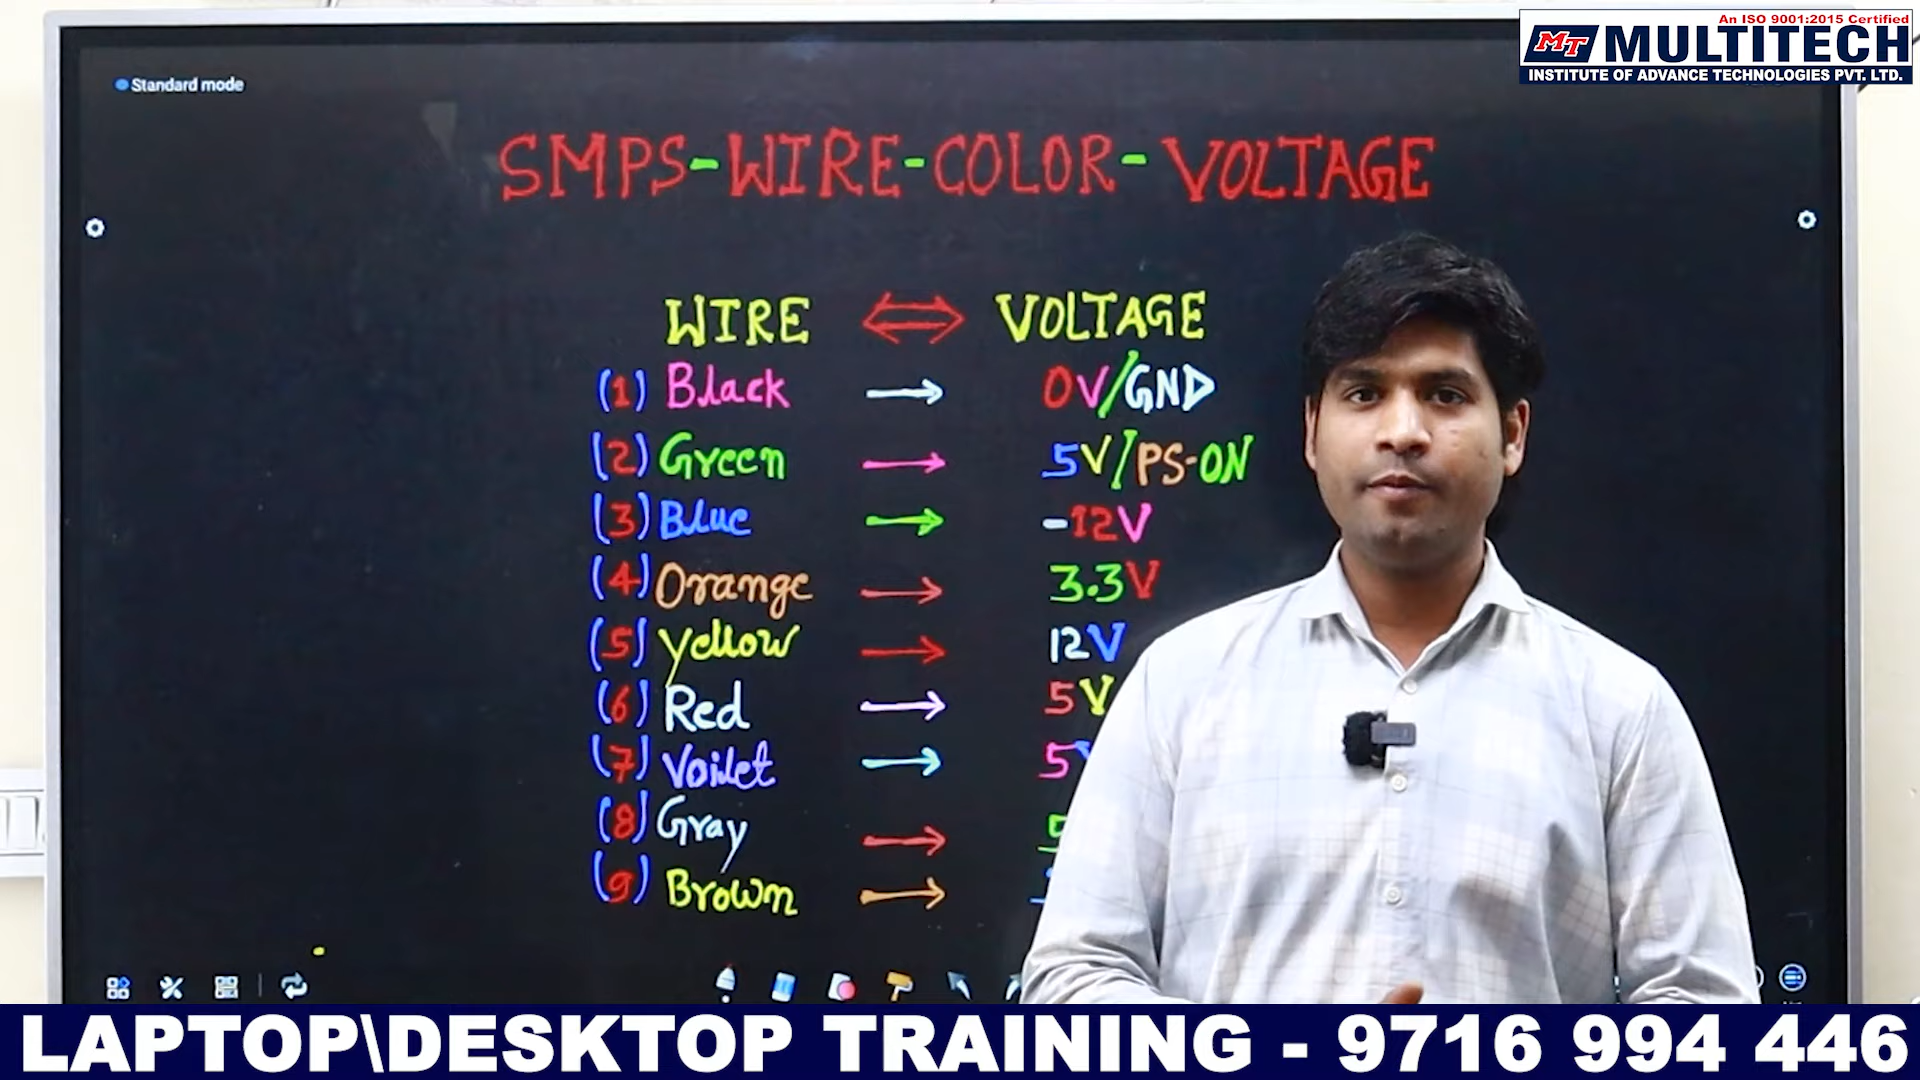 An ISO 9001:2015 Certified
MT MULTITECH
INSTITUTE OF ADVANCE TECHNOLOGIES PVT. LTD.
Standard mode
SMPS-WIRE-COLOR-VOLTAGE
WIRE ⇔ VOLTAGE
(1) Black → 0V/GND
(2) Green → 5V/PS-ON
(3) Blue → -12V
(4) Orange → 3.3V
(5) Yellow → 12V
(6) Red → 5V
(7) Voilet → 5V
(8) Gray → 5
(9) Brown →
LAPTOP\DESKTOP TRAINING - 9716 994 446